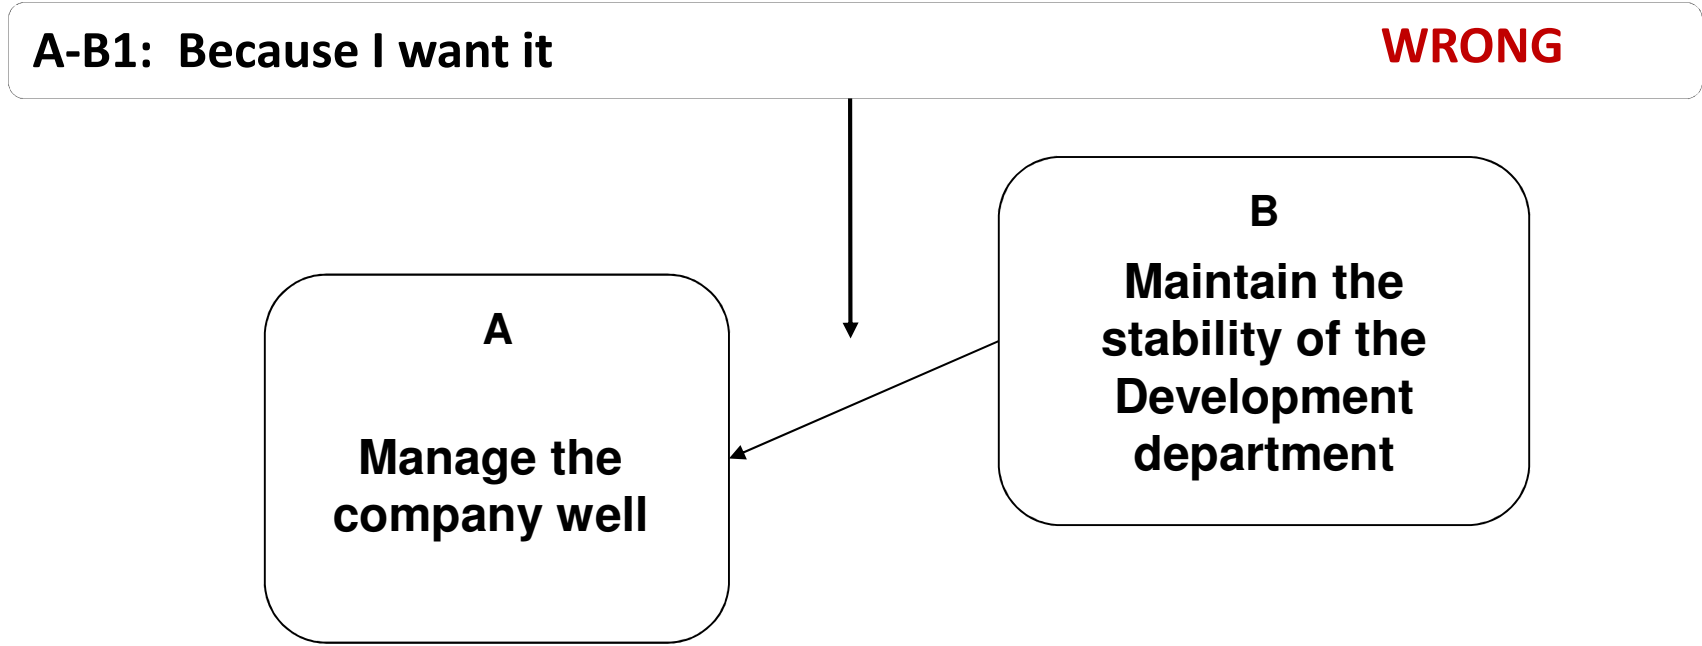 A-B1: Because I want it
WRONG
B
Maintain the
stability of the
Development
department
A
Manage the
company well